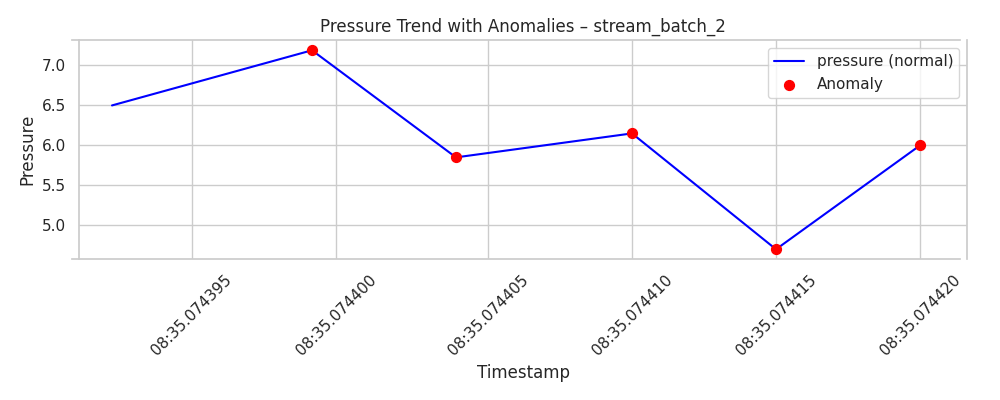 Pressure Trend with Anomalies – stream_batch_2
pressure (normal)
Anomaly
Pressure
7.0
6.5
6.0
5.5
5.0
08:35.074395
08:35.074400
08:35.074405
08:35.074410
08:35.074415
08:35.074420
Timestamp